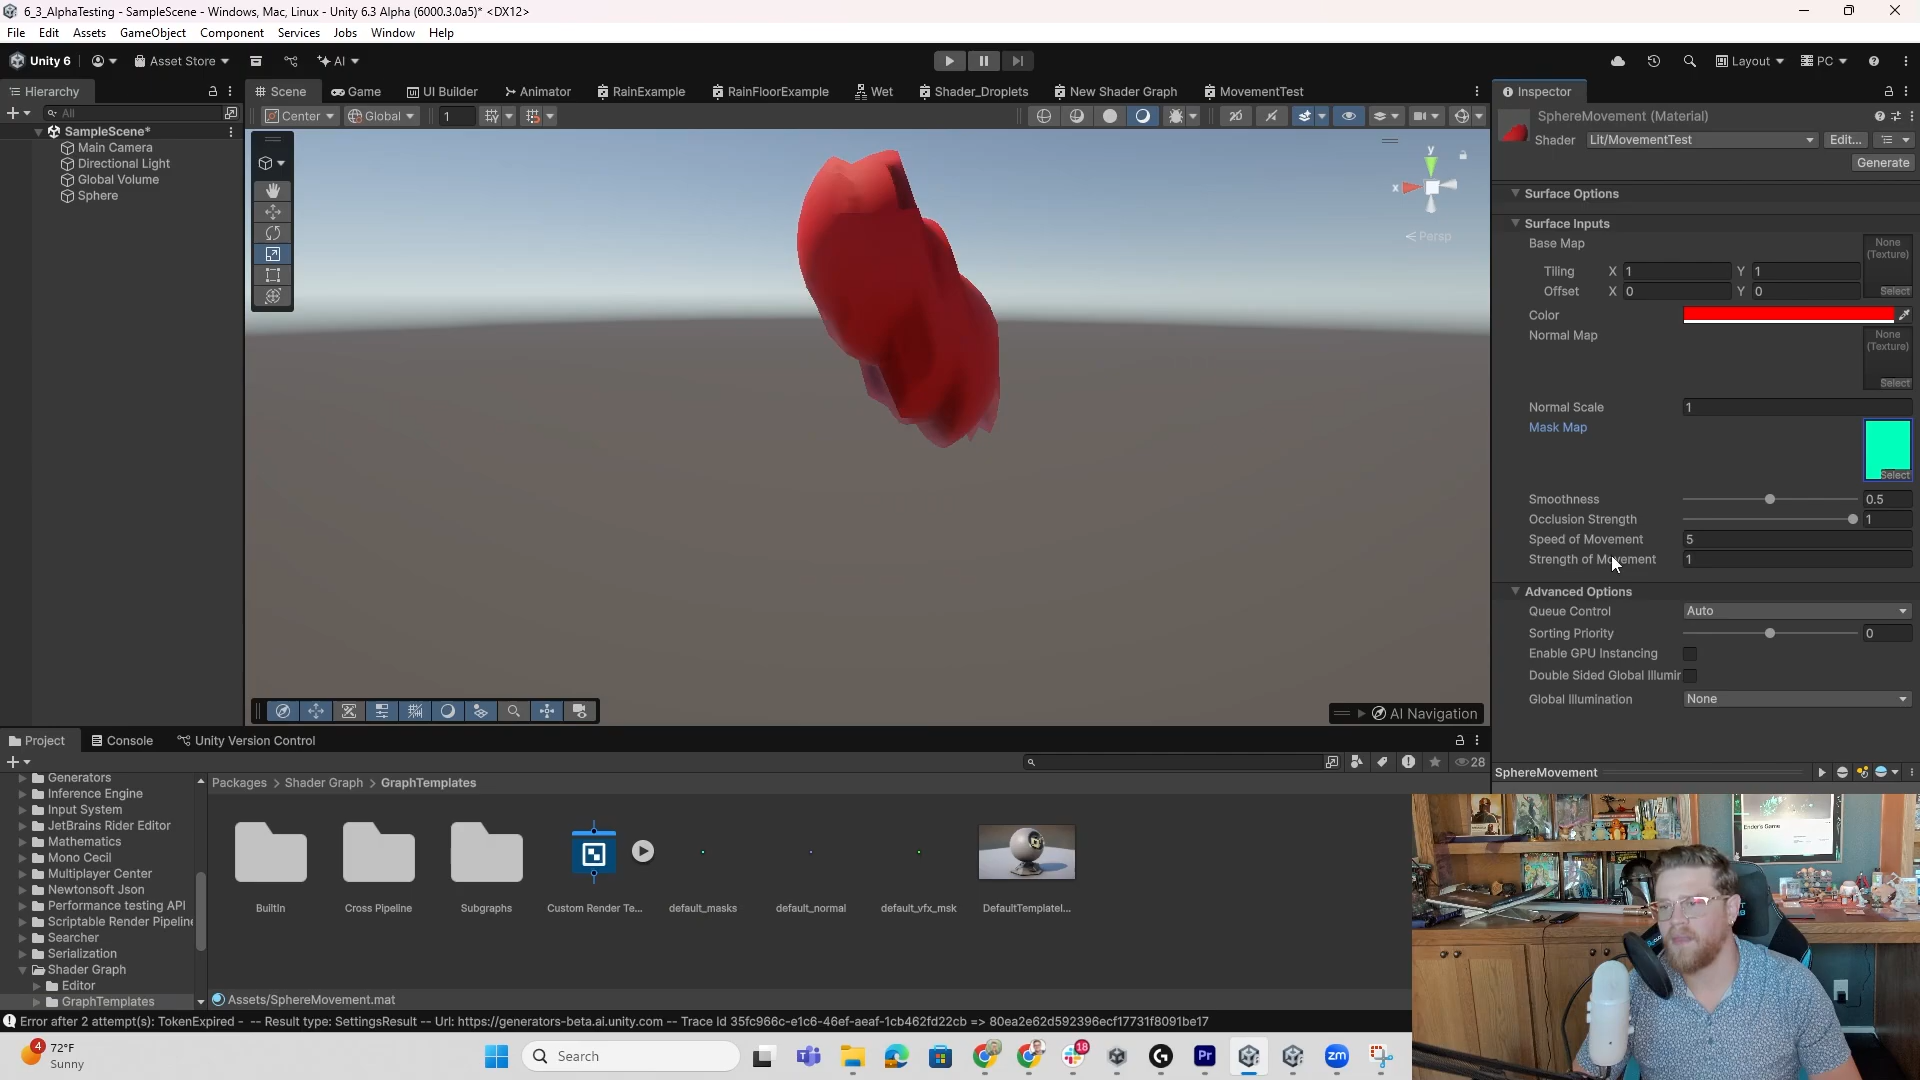 6_3_AlphaTesting - SampleScene - Windows, Mac, Linux - Unity 6.3 Alpha (6000.3.0a5)* <DX12>
File Edit Assets GameObject Component Services Jobs Window Help
Unity 6 Asset Store AI Layout PC
Hierarchy Scene Game UI Builder Animator RainExample RainFloorExample Wet Shader_Droplets New Shader Graph MovementTest Inspector
All Center Global 1
SampleScene*
Main Camera
Directional Light
Global Volume
Sphere
y
x
Persp
AI Navigation
SphereMovement (Material)
Shader Lit/MovementTest Edit...
Generate
Surface Options
Surface Inputs
Base Map None (Texture) Select
Tiling X 1 Y 1
Offset X 0 Y 0
Color
Normal Map None (Texture) Select
Normal Scale 1
Mask Map Select
Smoothness 0.5
Occlusion Strength 1
Speed of Movement 5
Strength of Movement 1
Advanced Options
Queue Control Auto
Sorting Priority 0
Enable GPU Instancing
Double Sided Global Illumir
Global Illumination None
SphereMovement
Project Console Unity Version Control
28
Generators
Inference Engine
Input System
JetBrains Rider Editor
Mathematics
Mono Cecil
Multiplayer Center
Newtonsoft Json
Performance testing API
Scriptable Render Pipeline
Searcher
Serialization
Shader Graph
Editor
GraphTemplates
Packages > Shader Graph > GraphTemplates
BuiltIn Cross Pipeline Subgraphs Custom Render Te... default_masks default_normal default_vfx_msk DefaultTemplateI...
Assets/SphereMovement.mat
Error after 2 attempt(s): TokenExpired - -- Result type: SettingsResult -- Url: https://generators-beta.ai.unity.com -- Trace Id 35fc966c-e1c6-46ef-aeaf-1cb462fd22cb => 80ea2e62d592396ecf17731f8091be17
Ender's Game
4
72°F
Sunny
Search
18
Pr
zm